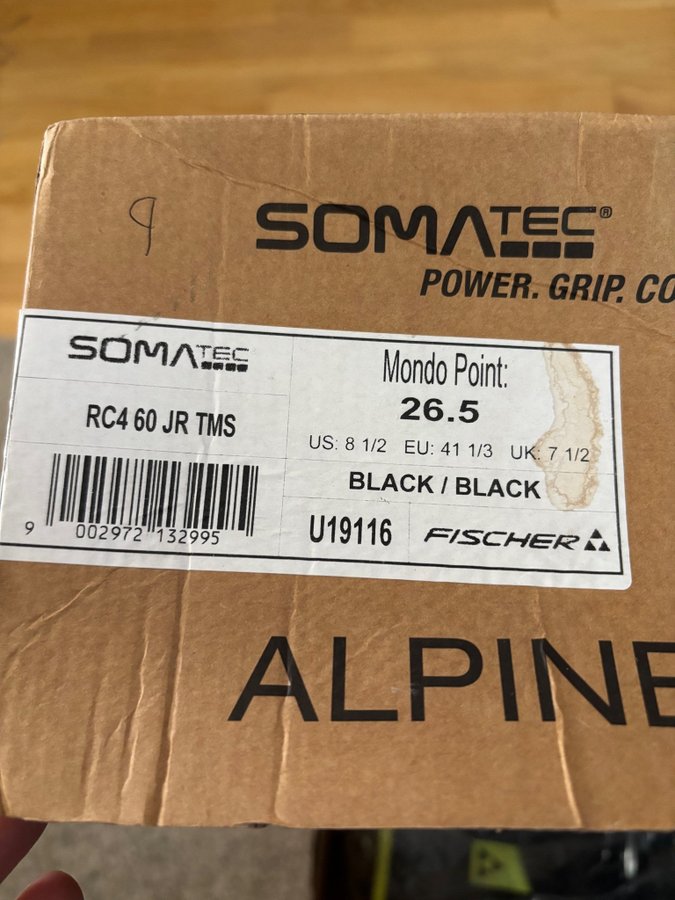 9
SOMATEC®
POWER. GRIP. CO
SOMATEC
RC4 60 JR TMS
9 002972 132995
Mondo Point:
26.5
US: 8 1/2 EU: 41 1/3 UK: 7 1/2
BLACK / BLACK
U19116
FISCHER
ALPINE